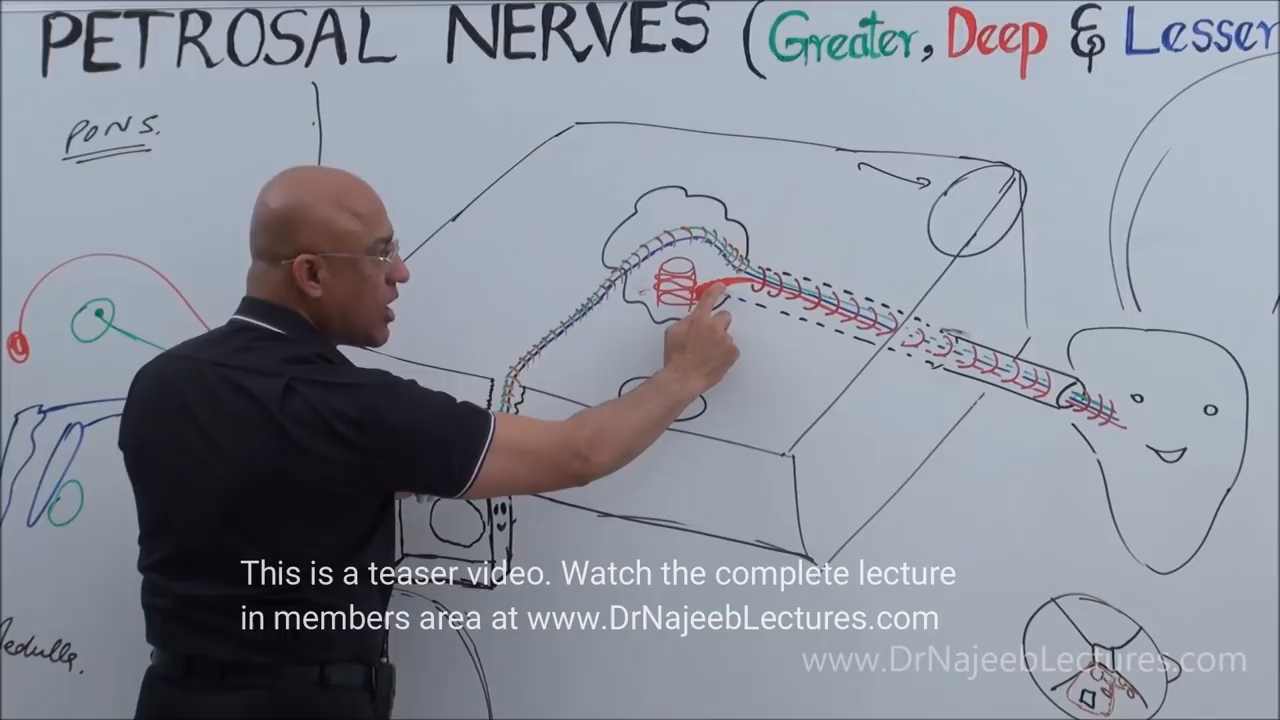 PETROSAL NERVES (Greater, Deep & Lesser
PONS.
This is a teaser video. Watch the complete lecture
in members area at www.DrNajeebLectures.com
www.DrNajeebLectures.com
edulla.